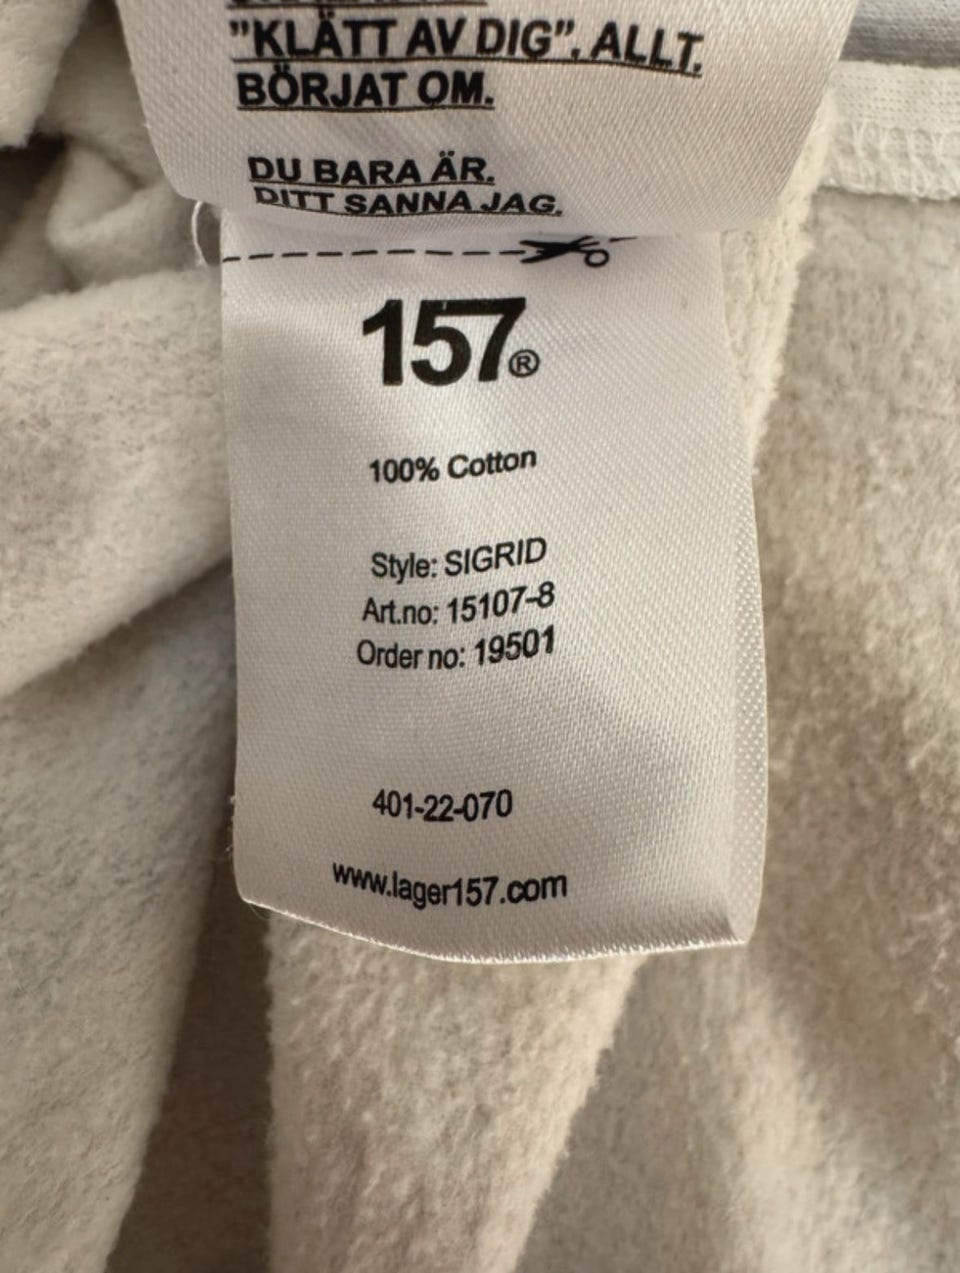 "KLÄTT AV DIG". ALLT.
BÖRJAT OM.
DU BARA ÄR.
DITT SANNA JAG.
157®
100% Cotton
Style: SIGRID
Art.no: 15107-8
Order no: 19501
401-22-070
www.lager157.com